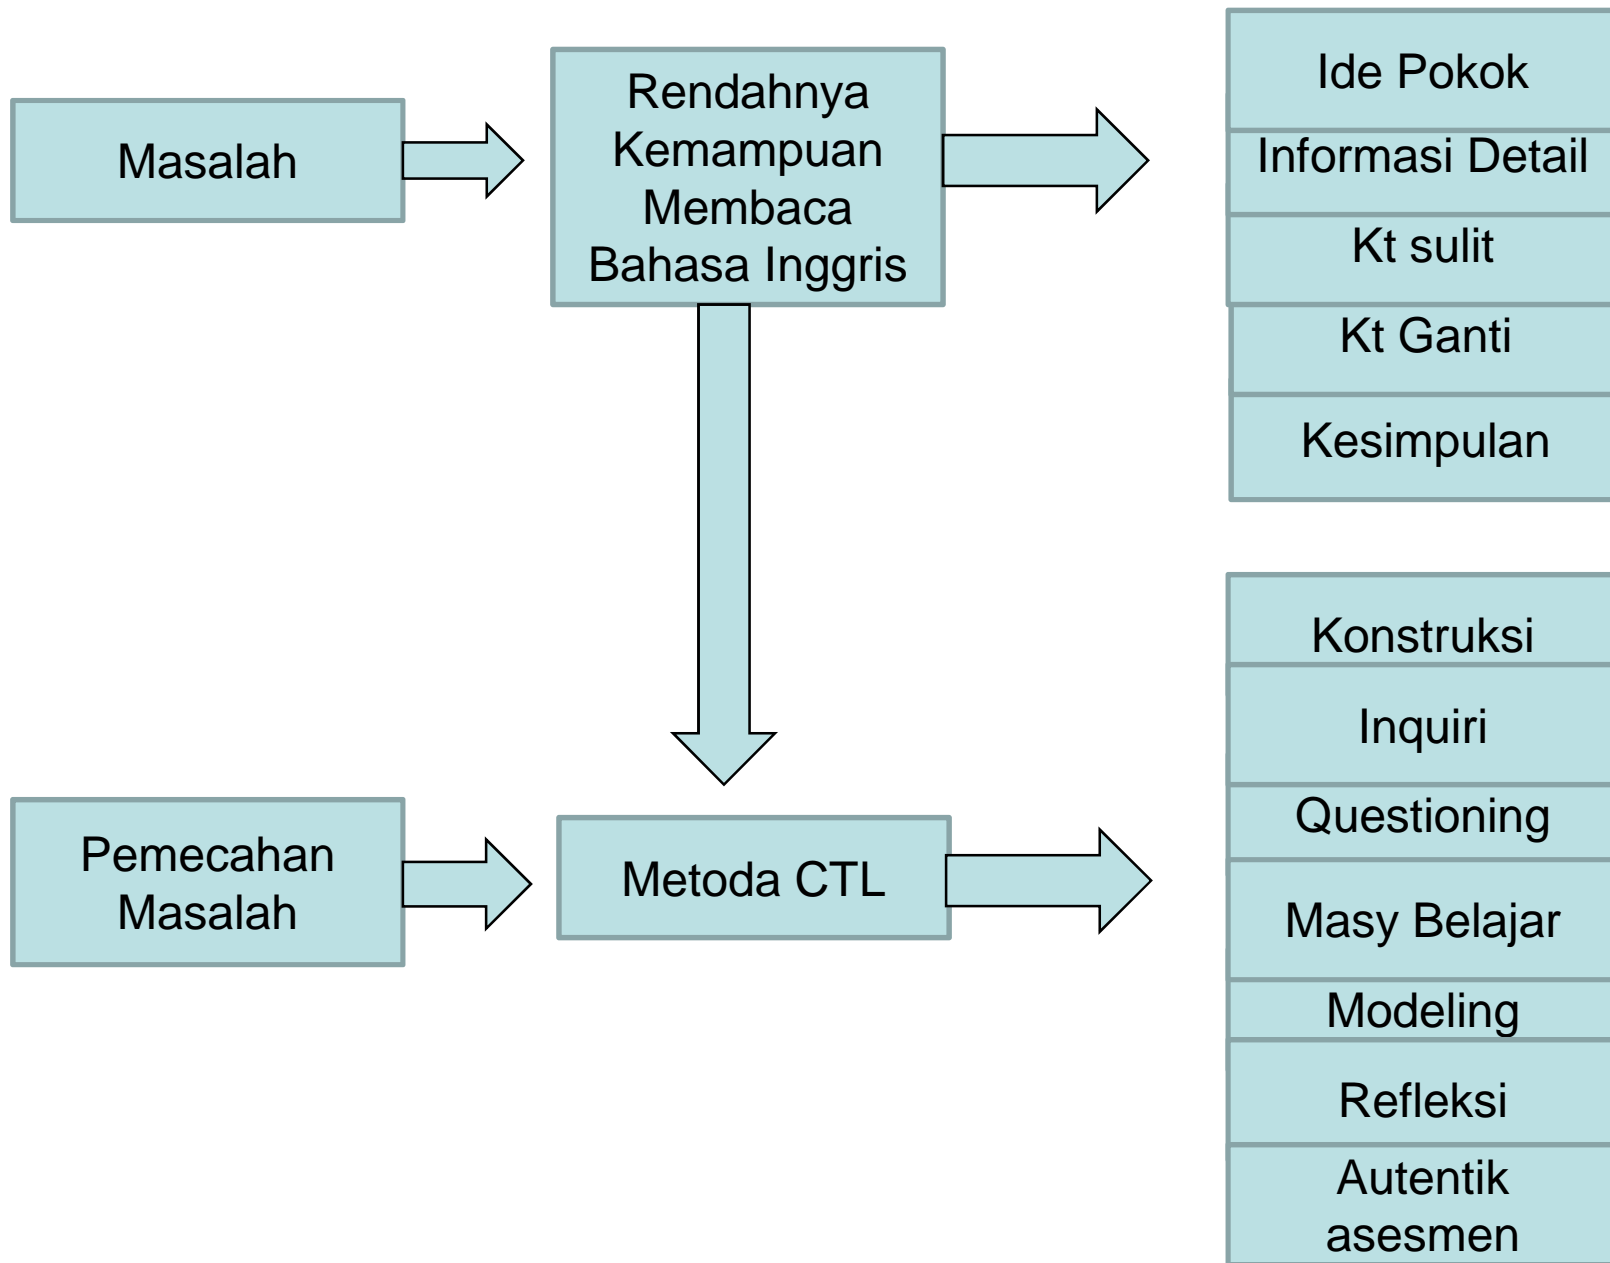 Masalah
Rendahnya
Kemampuan
Membaca
Bahasa Inggris
Ide Pokok
Informasi Detail
Kt sulit
Kt Ganti
Kesimpulan
Pemecahan
Masalah
Metoda CTL
Konstruksi
Inquiri
Questioning
Masy Belajar
Modeling
Refleksi
Autentik
asesmen